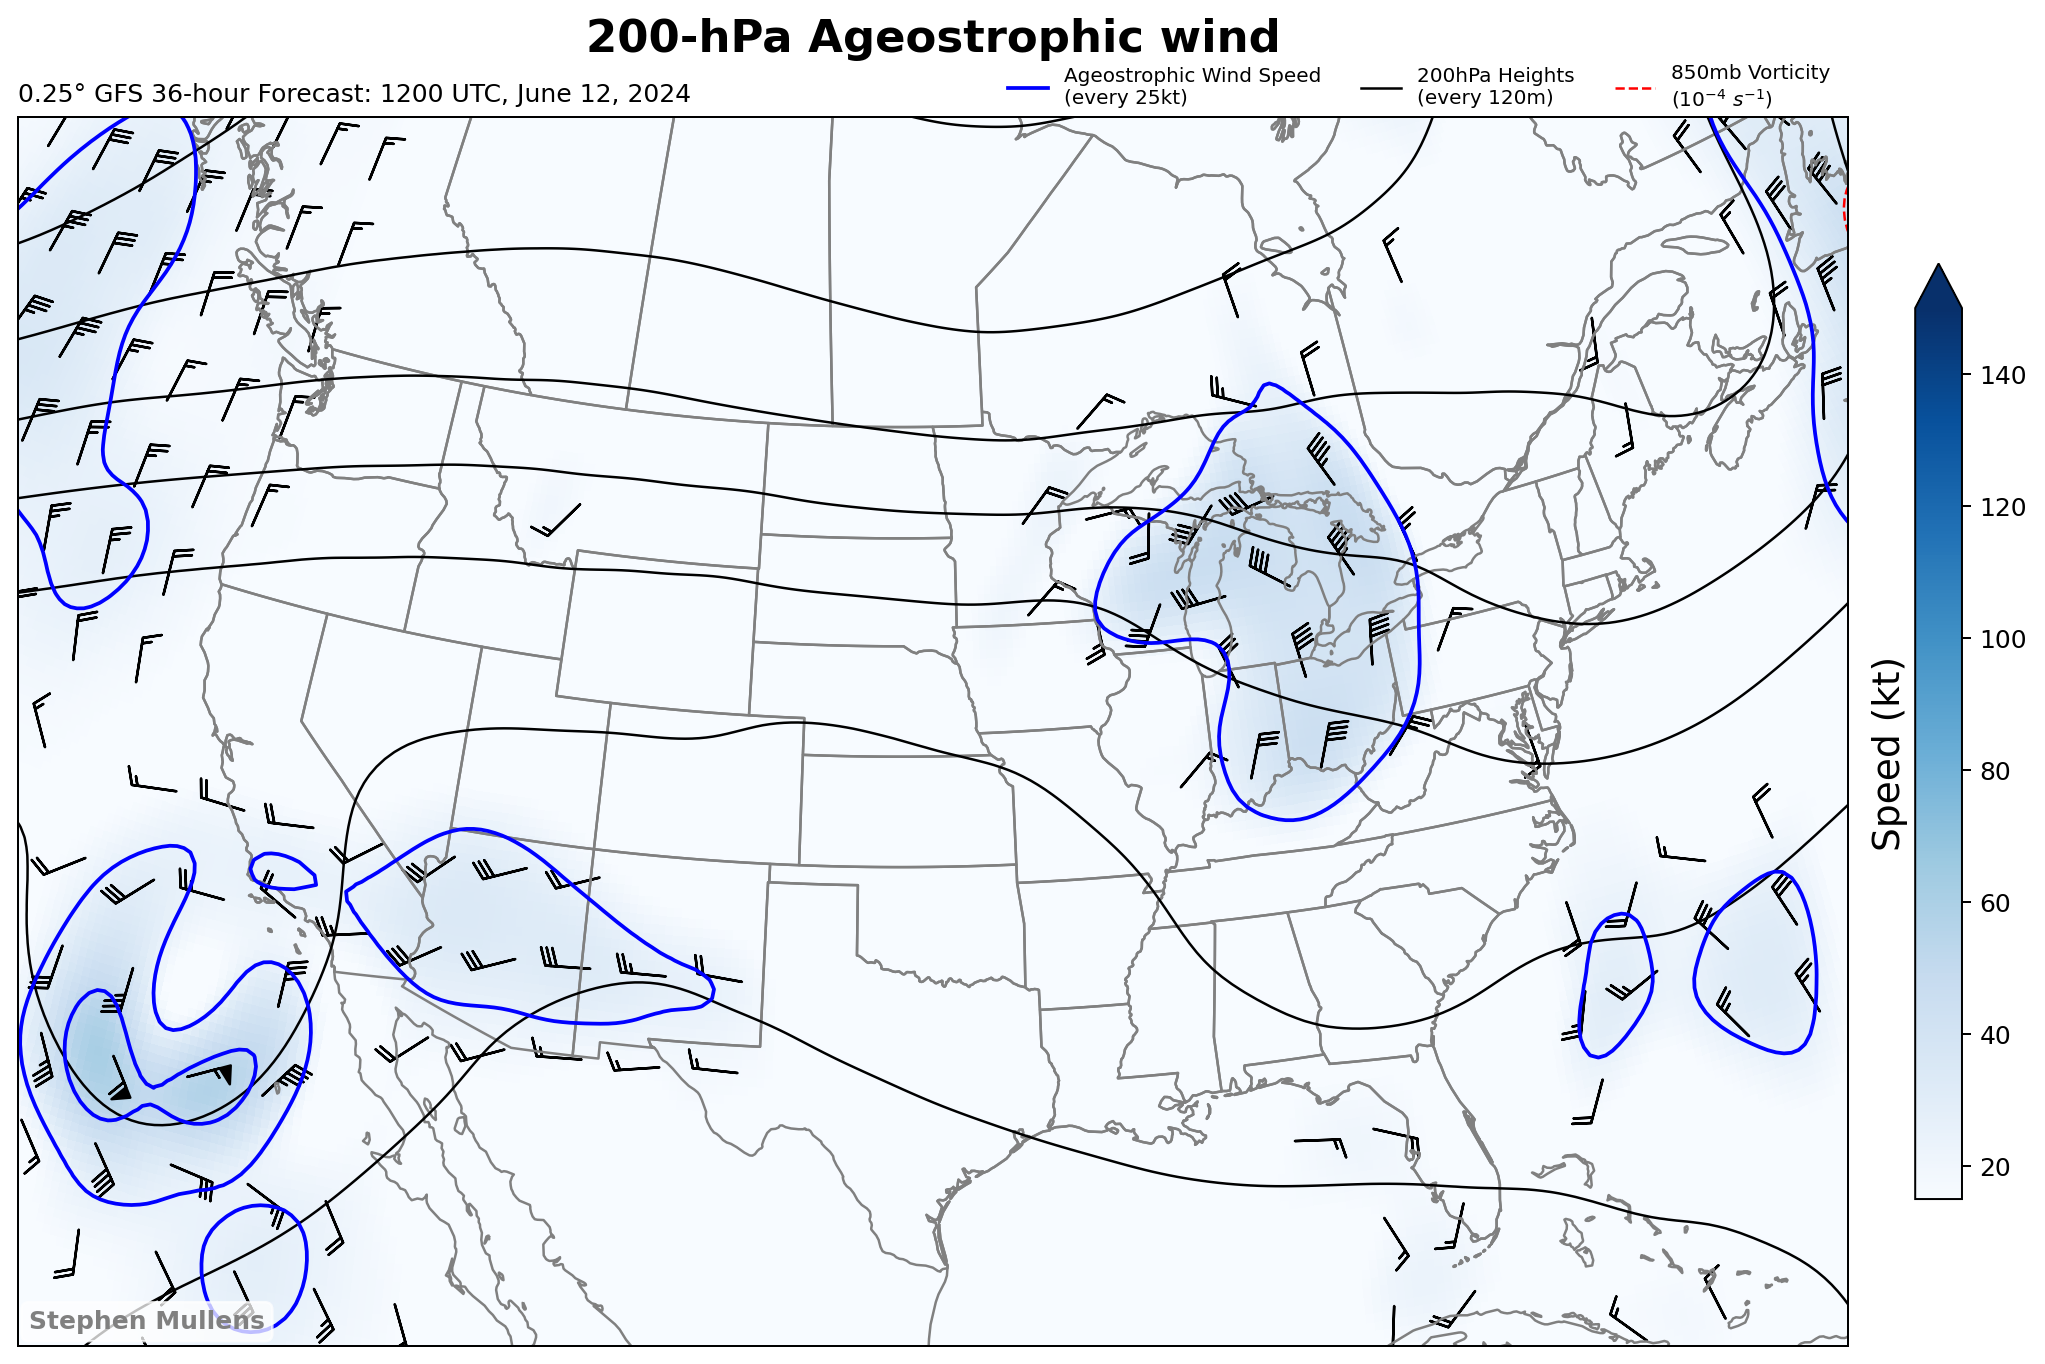 200-hPa Ageostrophic wind
0.25° GFS 36-hour Forecast: 1200 UTC, June 12, 2024
Ageostrophic Wind Speed
(every 25kt)
200hPa Heights
(every 120m)
850mb Vorticity
(10⁻⁴ s⁻¹)
140
120
100
80
60
40
20
Speed (kt)
Stephen Mullens